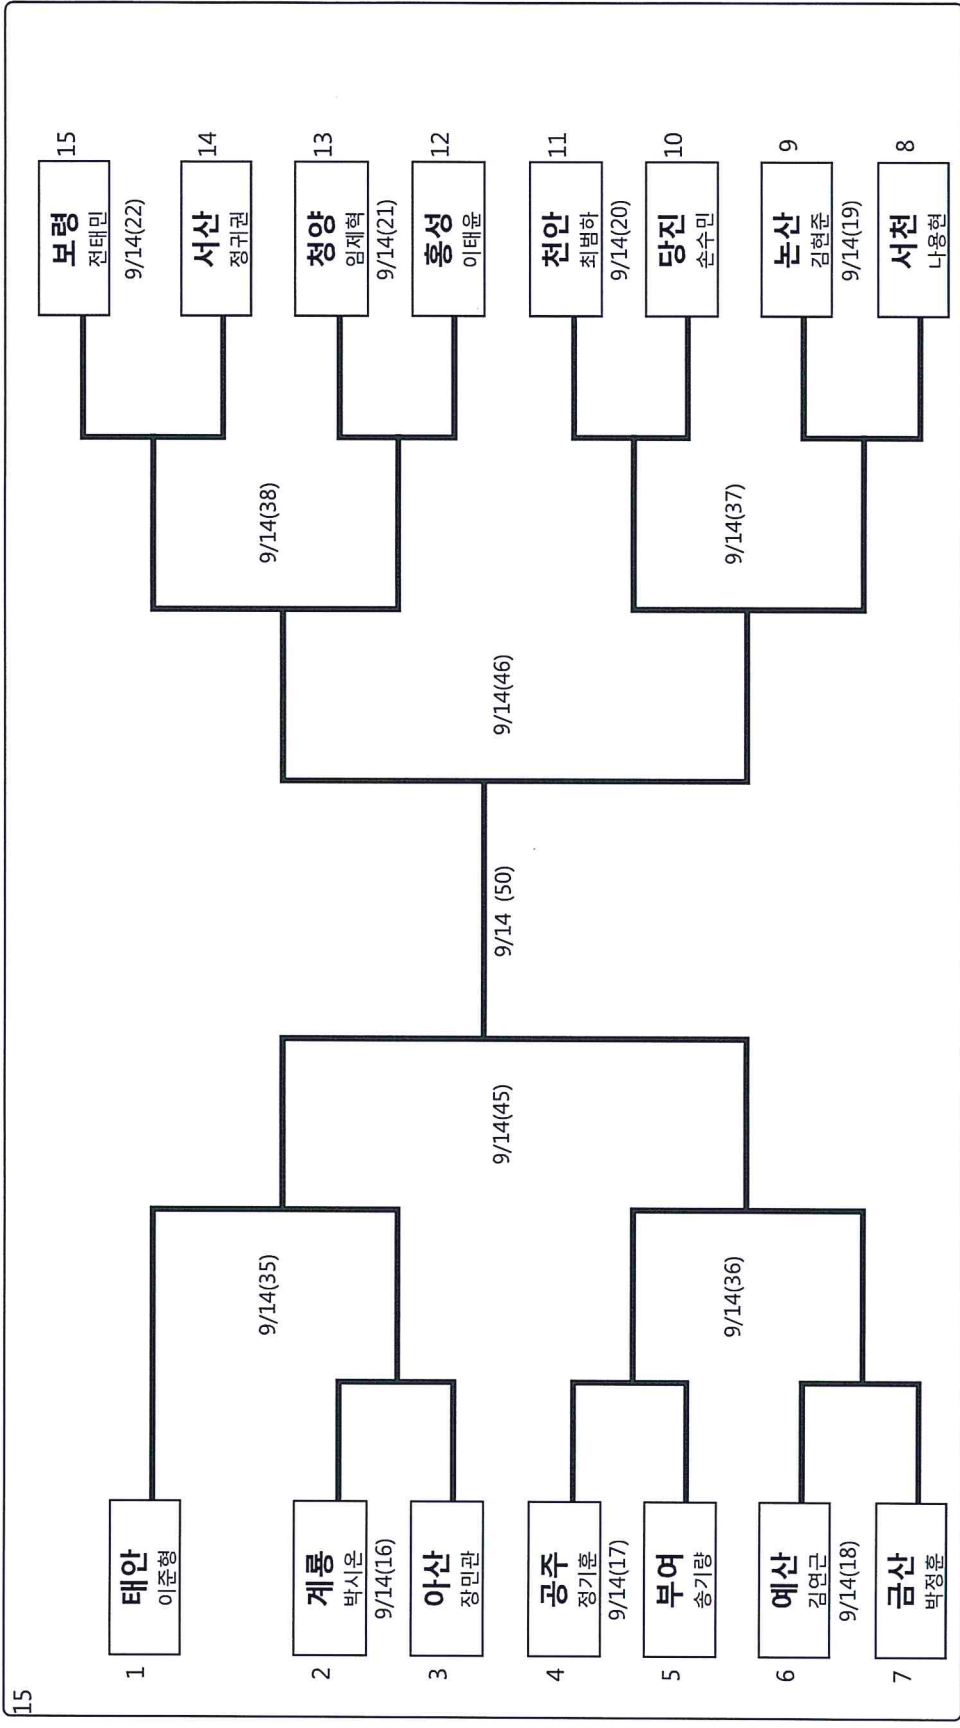 15
1
태안
이준형
2
계룡
박시온
9/14(16)
3
아산
장민관
4
공주
정기훈
9/14(17)
5
부여
송기량
6
예산
김연근
9/14(18)
7
금산
박정훈
9/14(35)
9/14(36)
9/14(45)
9/14 (50)
9/14(46)
9/14(38)
9/14(37)
보령
전태민
15
9/14(22)
서산
정귀권
14
청양
임제혁
13
9/14(21)
홍성
이태윤
12
천안
최범하
11
9/14(20)
당진
손수민
10
논산
김현준
9
9/14(19)
서천
나용현
8